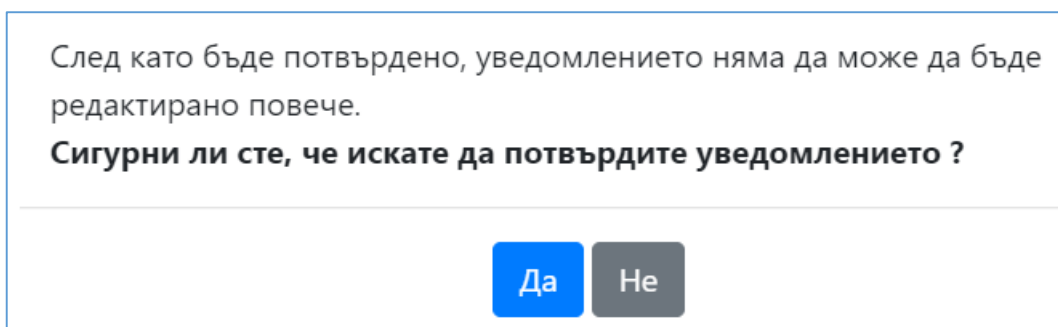 След като бъде потвърдено, уведомлението няма да може да бъде
редактирано повече.
Сигурни ли сте, че искате да потвърдите уведомлението ?
Да Не